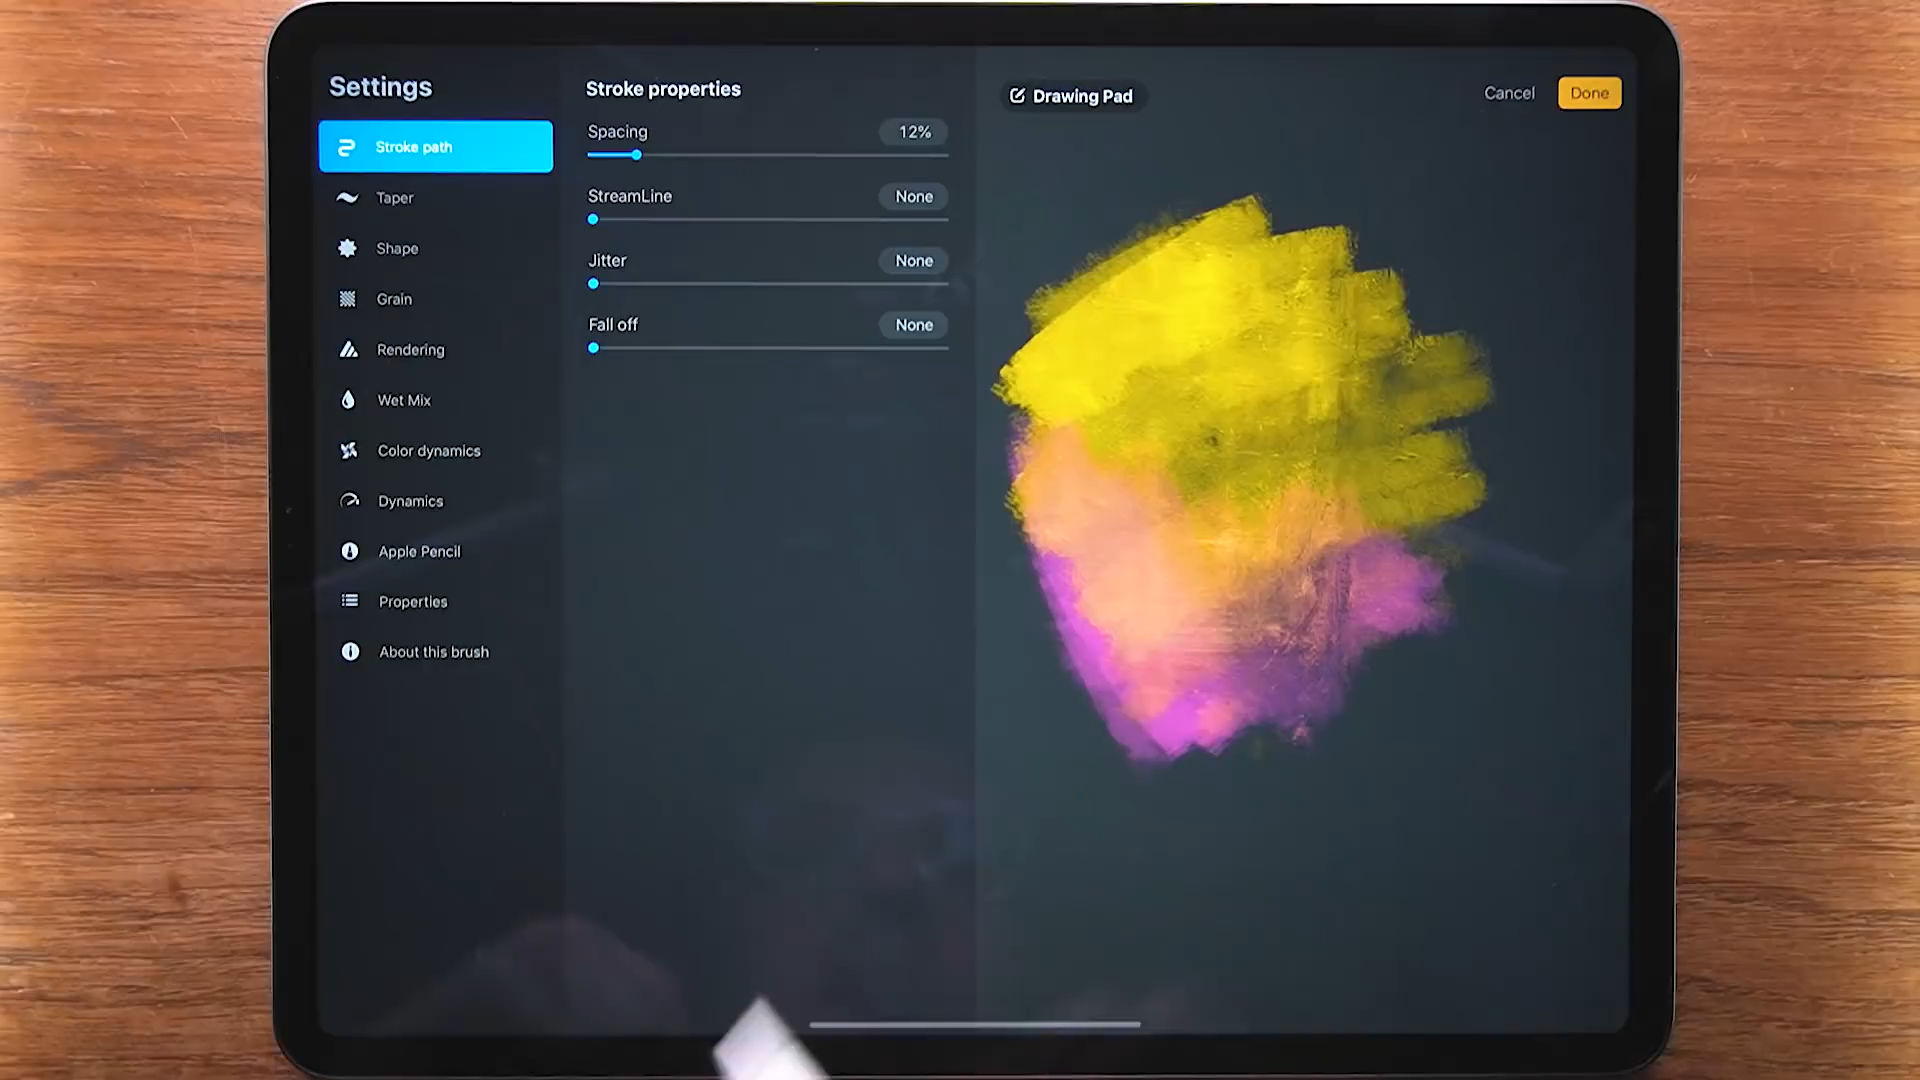 Settings
Stroke path
Taper
Shape
Grain
Rendering
Wet Mix
Color dynamics
Dynamics
Apple Pencil
Properties
About this brush
Stroke properties
Spacing 12%
StreamLine None
Jitter None
Fall off None
Drawing Pad
Cancel
Done